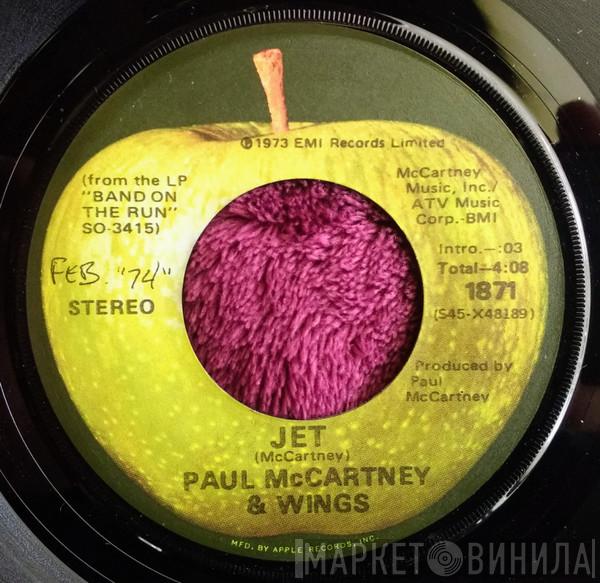 ℗1973 EMI Records Limited
(from the LP
"BAND ON
THE RUN"
SO-3415)
FEB. "74"
STEREO
McCartney
Music, Inc./
ATV Music
Corp.-BMI
Intro.—:03
Total—4:08
1871
(S45-X48189)
Produced by
Paul
McCartney
JET
(McCartney)
PAUL McCARTNEY
& WINGS
MFD. BY APPLE RECORDS, INC.
МАРКЕТ ВИНИЛА